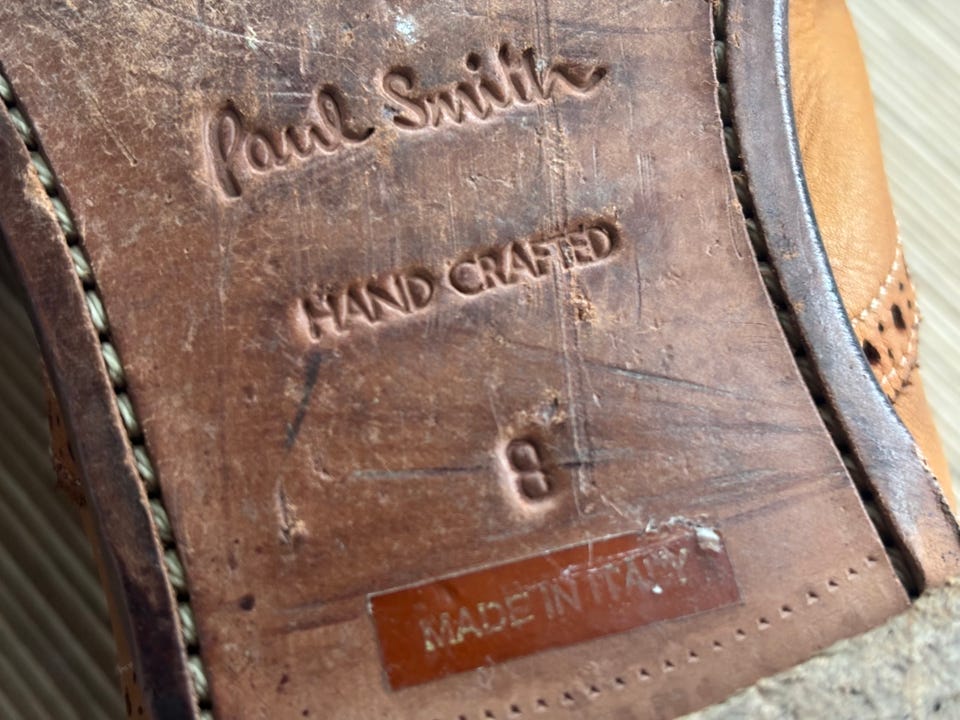 Paul Smith
HAND CRAFTED
8
MADE IN ITALY